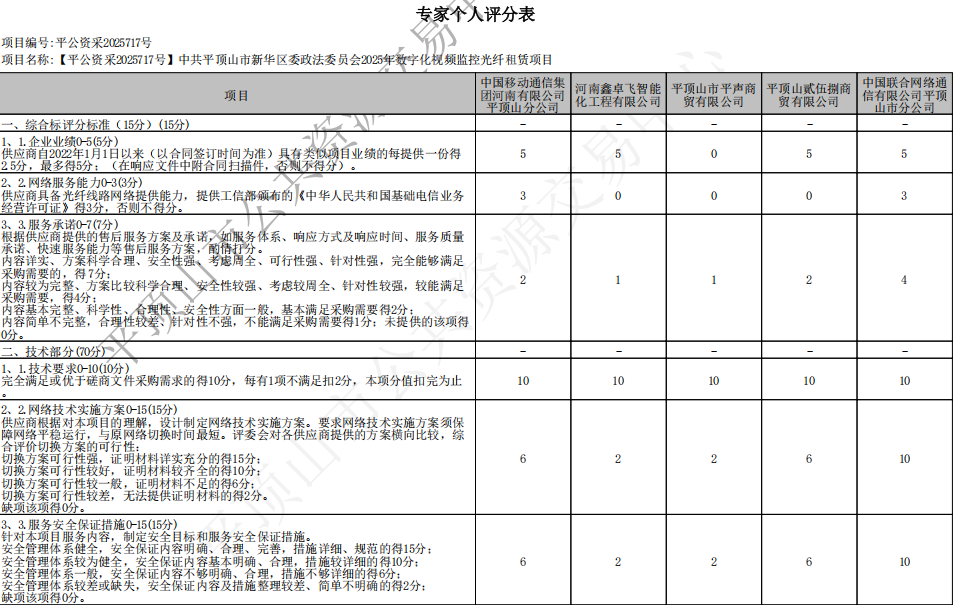 专家个人评分表
项目编号:平公资采2025717号
项目名称:【平公资采2025717号】中共平顶山市新华区委政法委员会2025年数字化视频监控光纤租赁项目
项目
中国移动通信集团河南有限公司平顶山分公司
河南鑫卓飞智能化工程有限公司
平顶山市平声商贸有限公司
平顶山贰伍捌商贸有限公司
中国联合网络通信有限公司平顶山市分公司
一、综合标评分标准（15分）(15分)
- - - - -
1、1.企业业绩0-5(5分)
供应商自2022年1月1日以来（以合同签订时间为准）具有类似项目业绩的每提供一份得
2.5分，最多得5分；（在响应文件中附合同扫描件，否则不得分）。
5 5 0 5 5
2、2.网络服务能力0-3(3分)
供应商具备光纤线路网络提供能力，提供工信部颁布的《中华人民共和国基础电信业务
经营许可证》得3分，否则不得分。
3 0 0 0 3
3、3.服务承诺0-7(7分)
根据供应商提供的售后服务方案及承诺，如服务体系、响应方式及响应时间、服务质量
承诺、快速服务能力等售后服务方案，酌情打分。
内容详实、方案科学合理、安全性强、考虑周全、可行性强、针对性强，完全能够满足
采购需要的，得7分；
内容较为完整、方案比较科学合理、安全性较强、考虑较周全、针对性较强，较能满足
采购需要，得4分；
内容基本完整、科学性、合理性、安全性方面一般，基本满足采购需要得2分；
内容简单不完整，合理性较差、针对性不强，不能满足采购需要得1分；未提供的该项得
0分。
2 1 1 2 4
二、技术部分(70分)
- - - - -
1、1.技术要求0-10(10分)
完全满足或优于磋商文件采购需求的得10分，每有1项不满足扣2分，本项分值扣完为止
。
10 10 10 10 10
2、2.网络技术实施方案0-15(15分)
供应商根据对本项目的理解，设计制定网络技术实施方案。要求网络技术实施方案须保
障网络平稳运行，与原网络切换时间最短。评委会对各供应商提供的方案横向比较，综
合评价切换方案的可行性；
切换方案可行性强，证明材料详实充分的得15分；
切换方案可行性较好，证明材料较齐全的得10分；
切换方案可行性较一般，证明材料不足的得6分；
切换方案可行性较差，无法提供证明材料的得2分。
缺项该项得0分。
6 2 2 6 10
3、3.服务安全保证措施0-15(15分)
针对本项目服务内容，制定安全目标和服务安全保证措施。
安全管理体系健全，安全保证内容明确、合理、完善，措施详细、规范的得15分；
安全管理体系较为健全，安全保证内容基本明确、合理，措施较详细的得10分；
安全管理体系一般，安全保证内容不够明确、合理，措施不够详细的得6分；
安全管理体系较差或缺失，安全保证内容及措施整理较差、简单不明确的得2分；
缺项该项得0分。
6 2 2 6 10
平顶山市公共资源交易中心
平顶山市公共资源交易中心